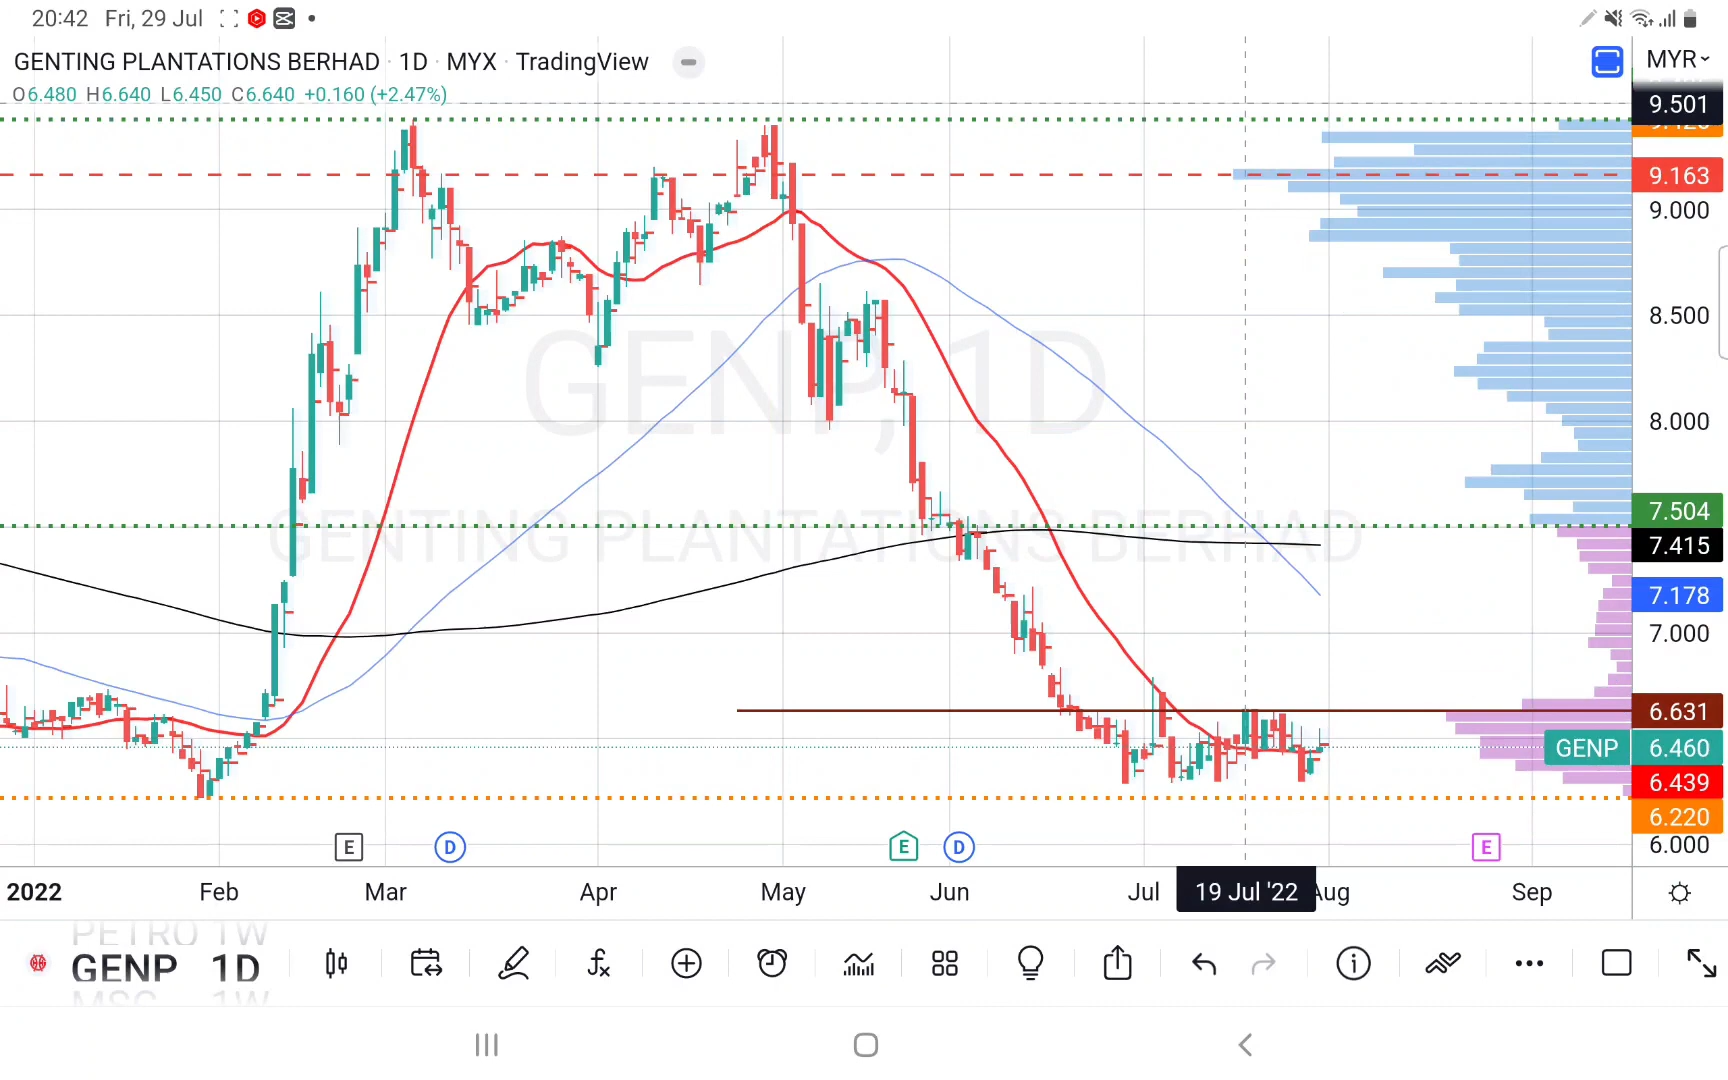 20:42 Fri, 29 Jul
GENTING PLANTATIONS BERHAD · 1D · MYX · TradingView
MYR
O6.480 H6.640 L6.450 C6.640 +0.160 (+2.47%)
9.501
9.163
9.000
8.500
GENP, 1D
8.000
7.504
GENTING PLANTATIONS BERHAD
7.415
7.178
7.000
6.631
GENP 6.460
6.439
6.220
6.000
E D E D E
2022 Feb Mar Apr May Jun Jul 19 Jul '22 Aug Sep
PETRO 1W
GENP 1D